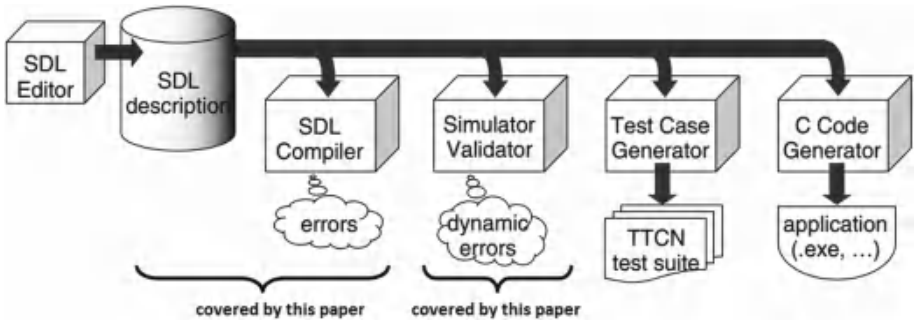 SDL
Editor
SDL
description
SDL
Compiler
errors
Simulator
Validator
dynamic
errors
Test Case
Generator
TTCN
test suite
C Code
Generator
application
(.exe, ...)
covered by this paper
covered by this paper